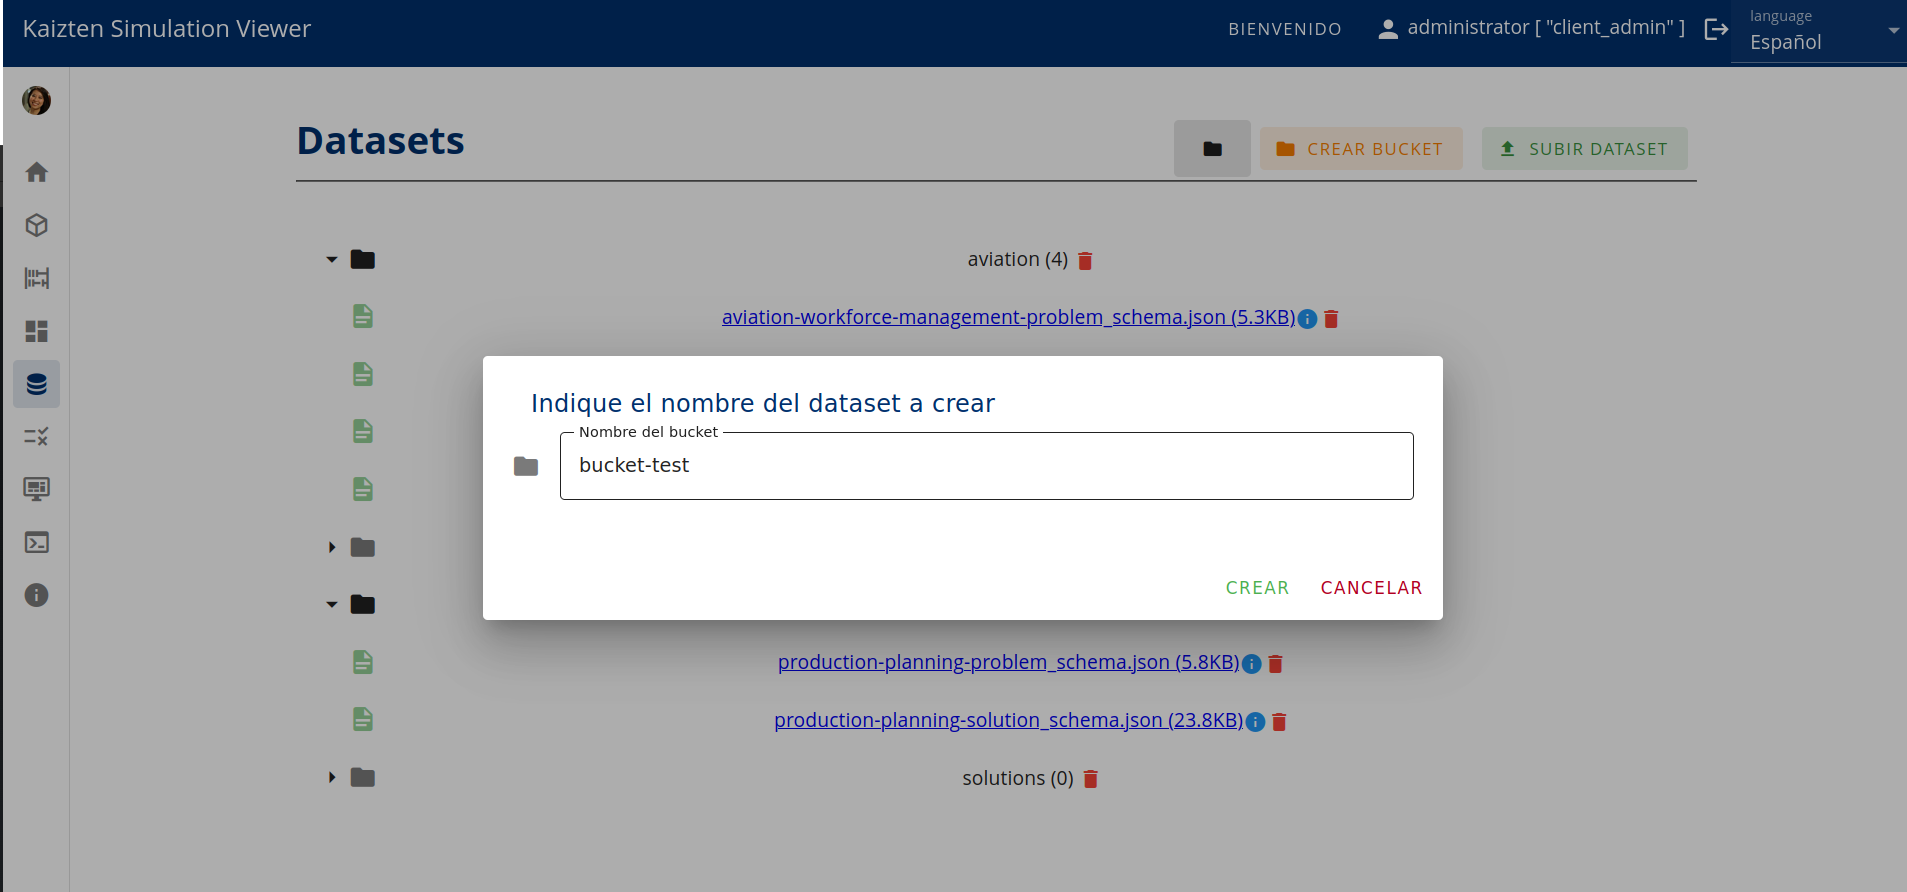 Kaizten Simulation Viewer
BIENVENIDO
administrator [ "client_admin" ]
language
Español
Datasets
CREAR BUCKET
SUBIR DATASET
aviation (4)
aviation-workforce-management-problem_schema.json (5.3KB)
Indique el nombre del dataset a crear
Nombre del bucket
bucket-test
CREAR
CANCELAR
production-planning-problem_schema.json (5.8KB)
production-planning-solution_schema.json (23.8KB)
solutions (0)